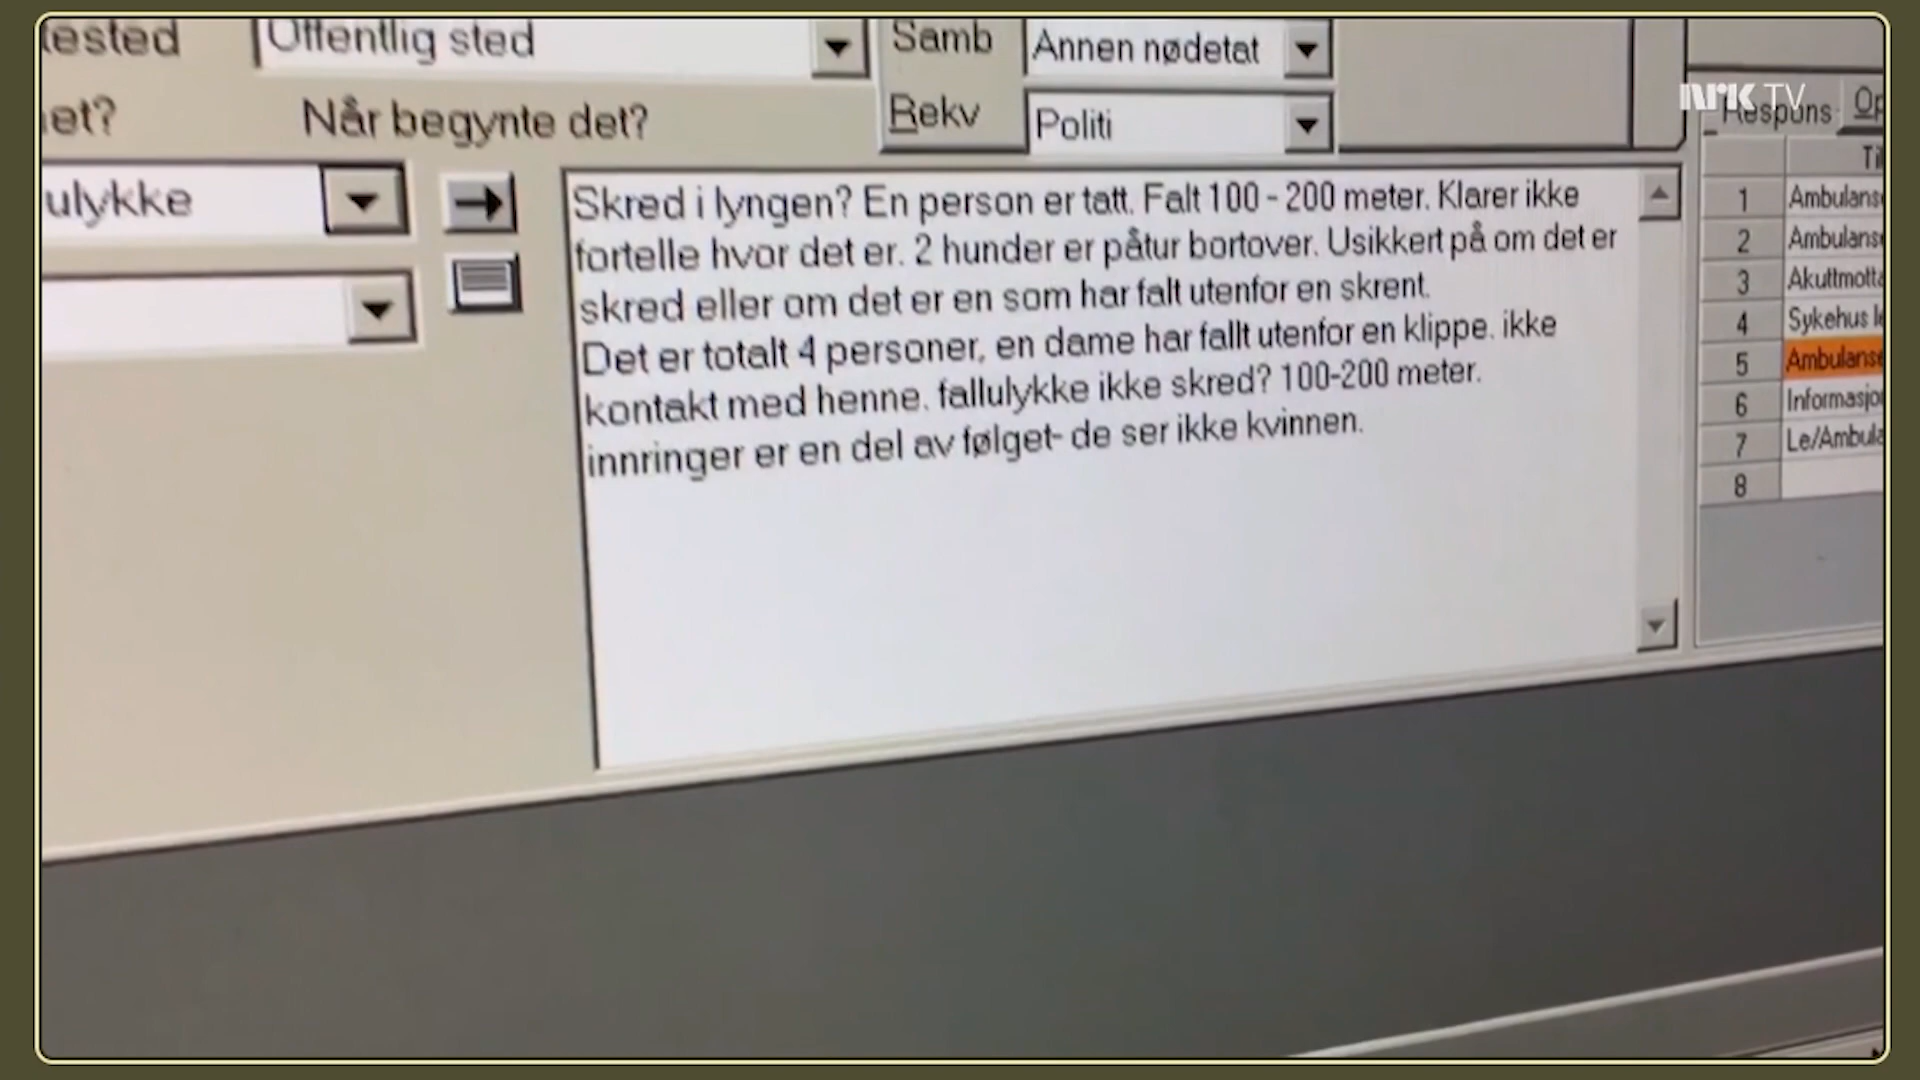 Offentlig sted
Samb
Annen nødetat
Når begynte det?
Rekv
Politi
nrk TV
Respons
ulykke
Skred i lyngen? En person er tatt. Falt 100 - 200 meter. Klarer ikke
fortelle hvor det er. 2 hunder er påtur bortover. Usikkert på om det er
skred eller om det er en som har falt utenfor en skrent.
Det er totalt 4 personer, en dame har fallt utenfor en klippe. ikke
kontakt med henne. fallulykke ikke skred? 100-200 meter.
innringer er en del av følget- de ser ikke kvinnen.
1 Ambulans
2 Ambulans
3 Akuttmotta
4 Sykehus l
5 Ambulanse
6 Informasjo
7 Le/Ambula
8